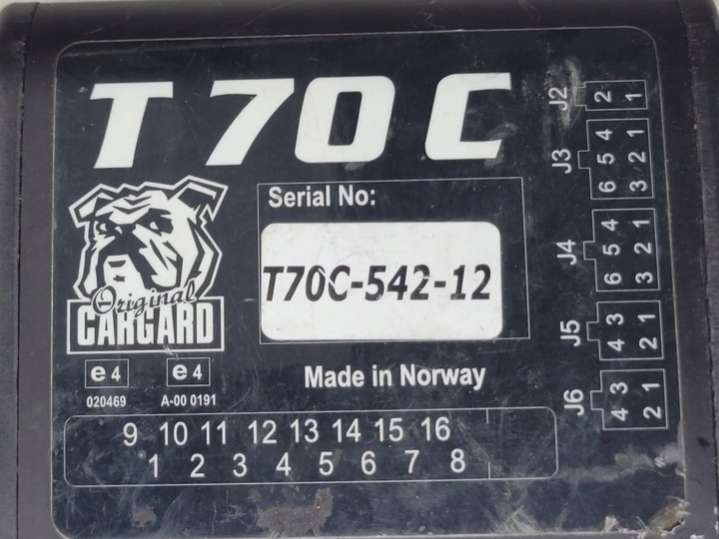 T 70 C
Serial No:
T70C-542-12
Original
CARGARD
e 4
020469
e 4
A-00 0191
Made in Norway
9 10 11 12 13 14 15 16
1 2 3 4 5 6 7 8
J2
2 1
J3
6 5 4
3 2 1
J4
6 5 4
3 2 1
J5
4 3
2 1
J6
4 3
2 1